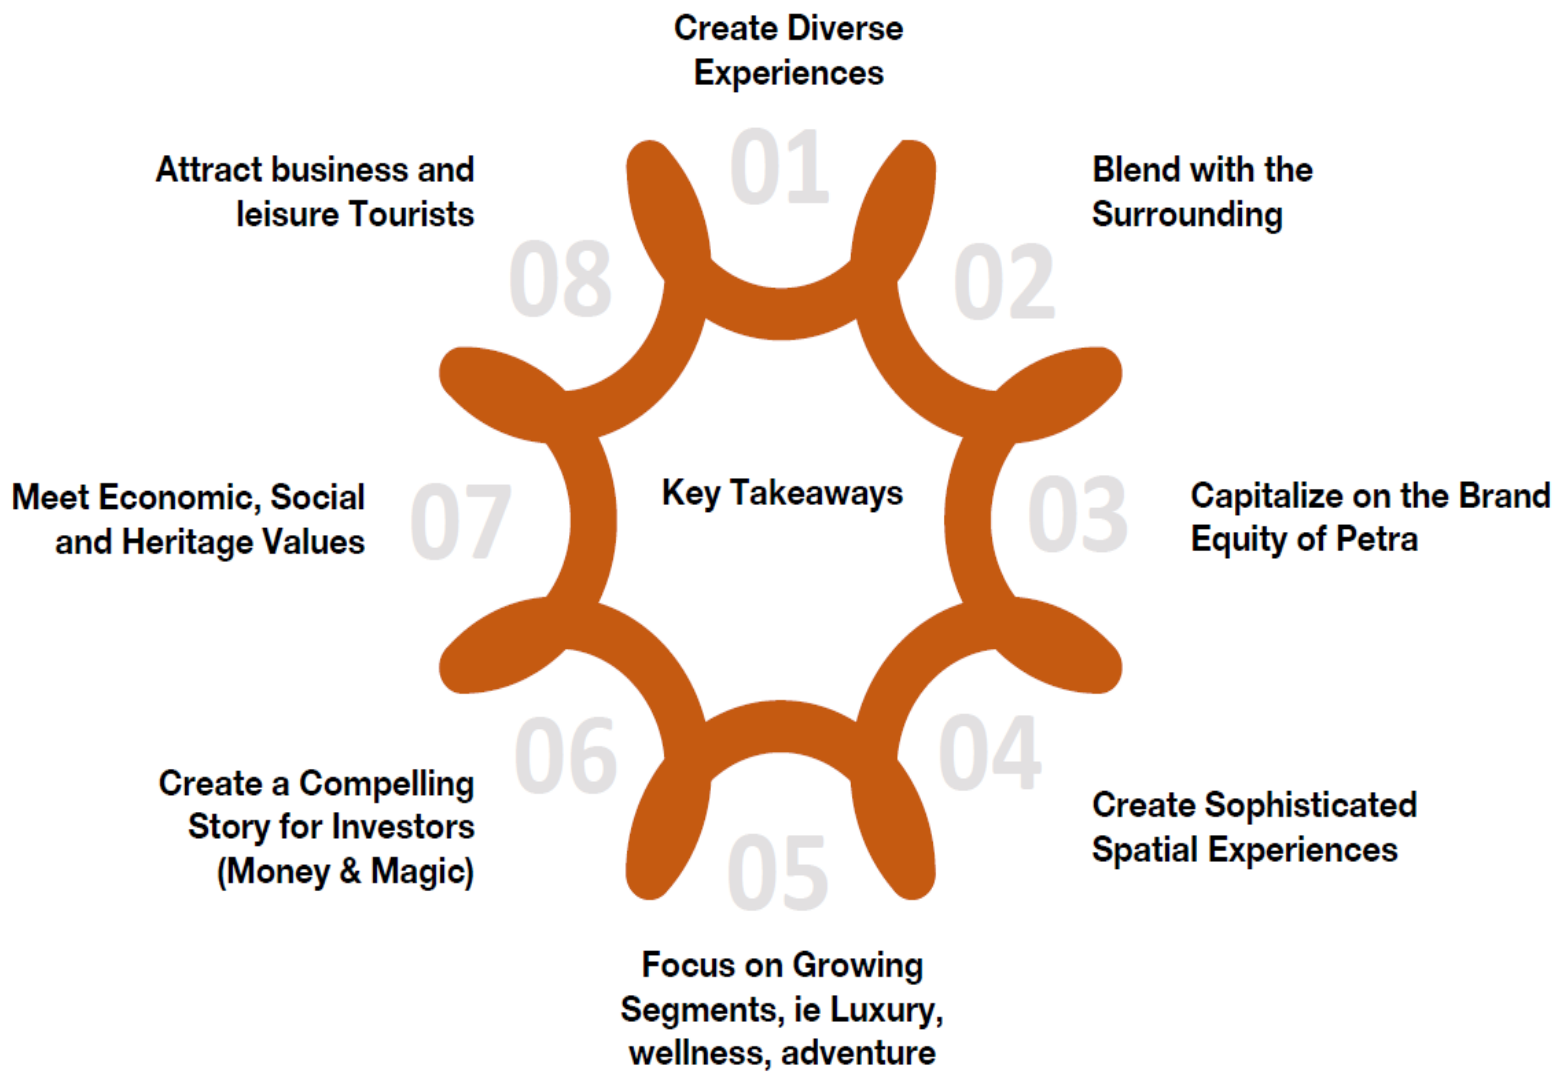 Create Diverse
Experiences
01
Blend with the
Surrounding
02
Capitalize on the Brand
Equity of Petra
03
Create Sophisticated
Spatial Experiences
04
05
Focus on Growing
Segments, ie Luxury,
wellness, adventure
06
Create a Compelling
Story for Investors
(Money & Magic)
07
Meet Economic, Social
and Heritage Values
08
Attract business and
leisure Tourists
Key Takeaways